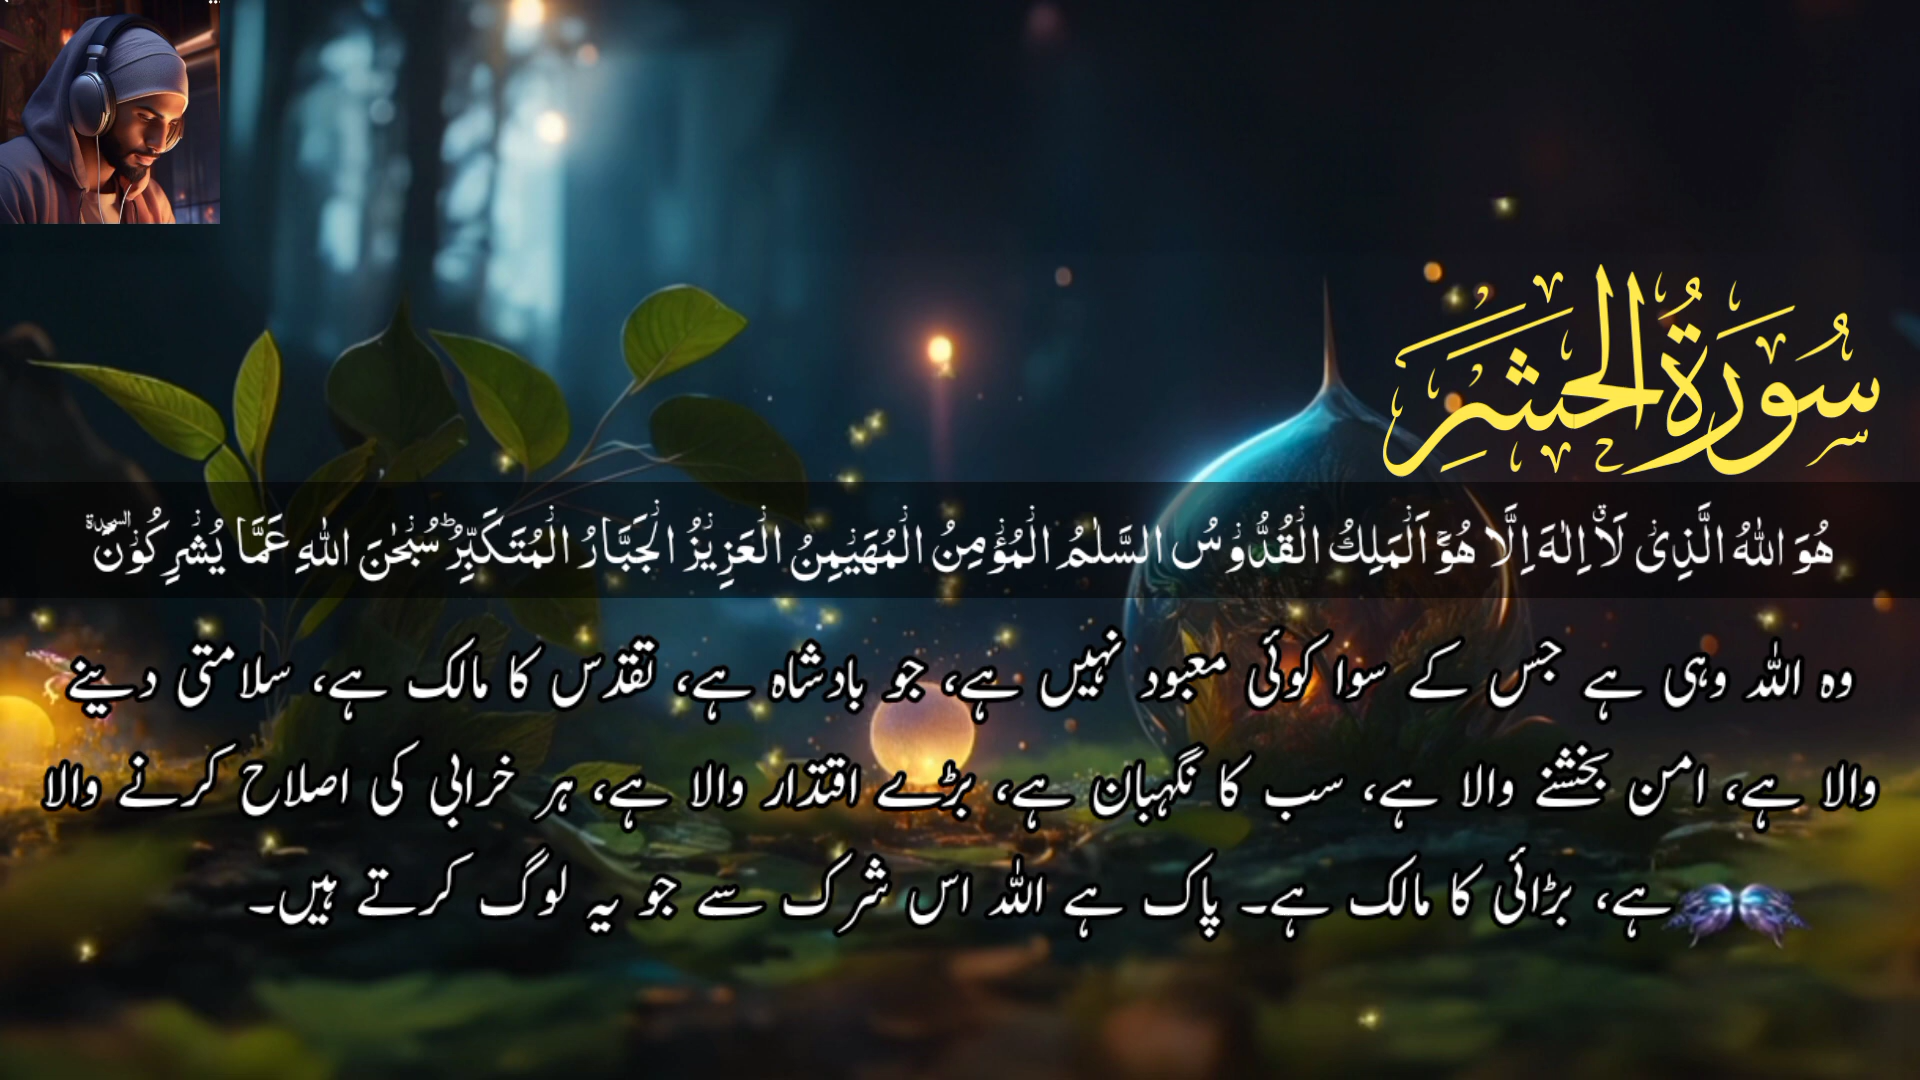 سُورَةُ الحَشرِ
هُوَ اللّٰهُ الَّذِیْ لَاۤ اِلٰهَ اِلَّا هُوَۚ اَلْمَلِكُ الْقُدُّوْسُ السَّلٰمُ الْمُؤْمِنُ الْمُهَیْمِنُ الْعَزِیْزُ الْجَبَّارُ الْمُتَكَبِّرُؕ سُبْحٰنَ اللّٰهِ عَمَّا یُشْرِكُوْنَ
وہ اللہ وہی ہے جس کے سوا کوئی معبود نہیں ہے، جو بادشاہ ہے، تقدس کا مالک ہے، سلامتی دینے
والا ہے، امن بخشنے والا ہے، سب کا نگہبان ہے، بڑے اقتدار والا ہے، ہر خرابی کی اصلاح کرنے والا
ہے، بڑائی کا مالک ہے۔ پاک ہے اللہ اس شرک سے جو یہ لوگ کرتے ہیں۔